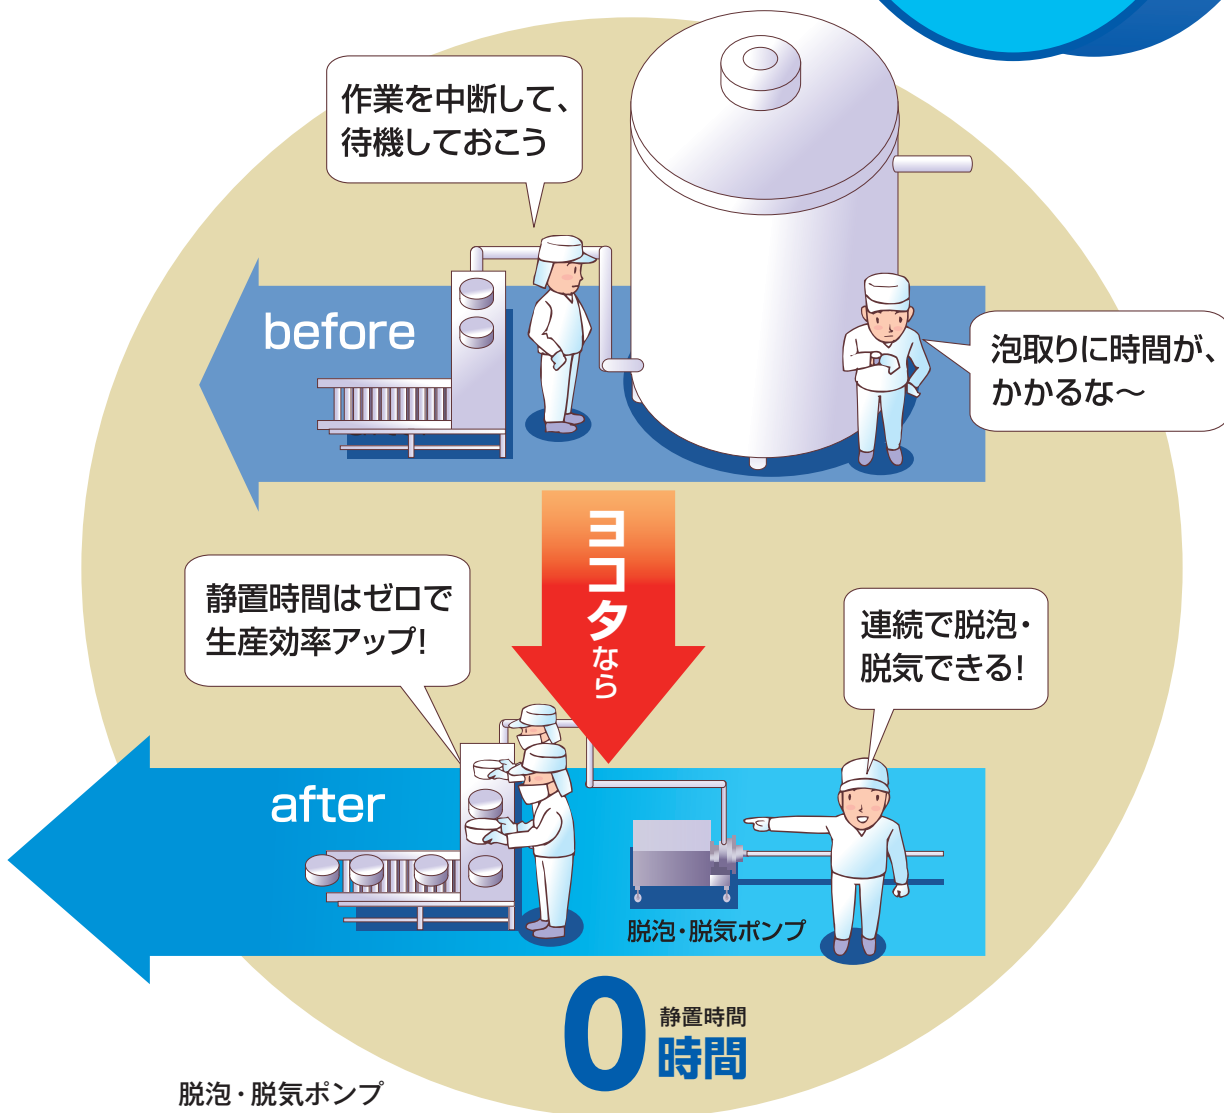 作業を中断して、
待機しておこう
before
泡取りに時間が、
かかるな～
ヨコタなら
静置時間はゼロで
生産効率アップ！
連続で脱泡・
脱気できる！
after
脱泡・脱気ポンプ
0
静置時間
時間
脱泡・脱気ポンプ